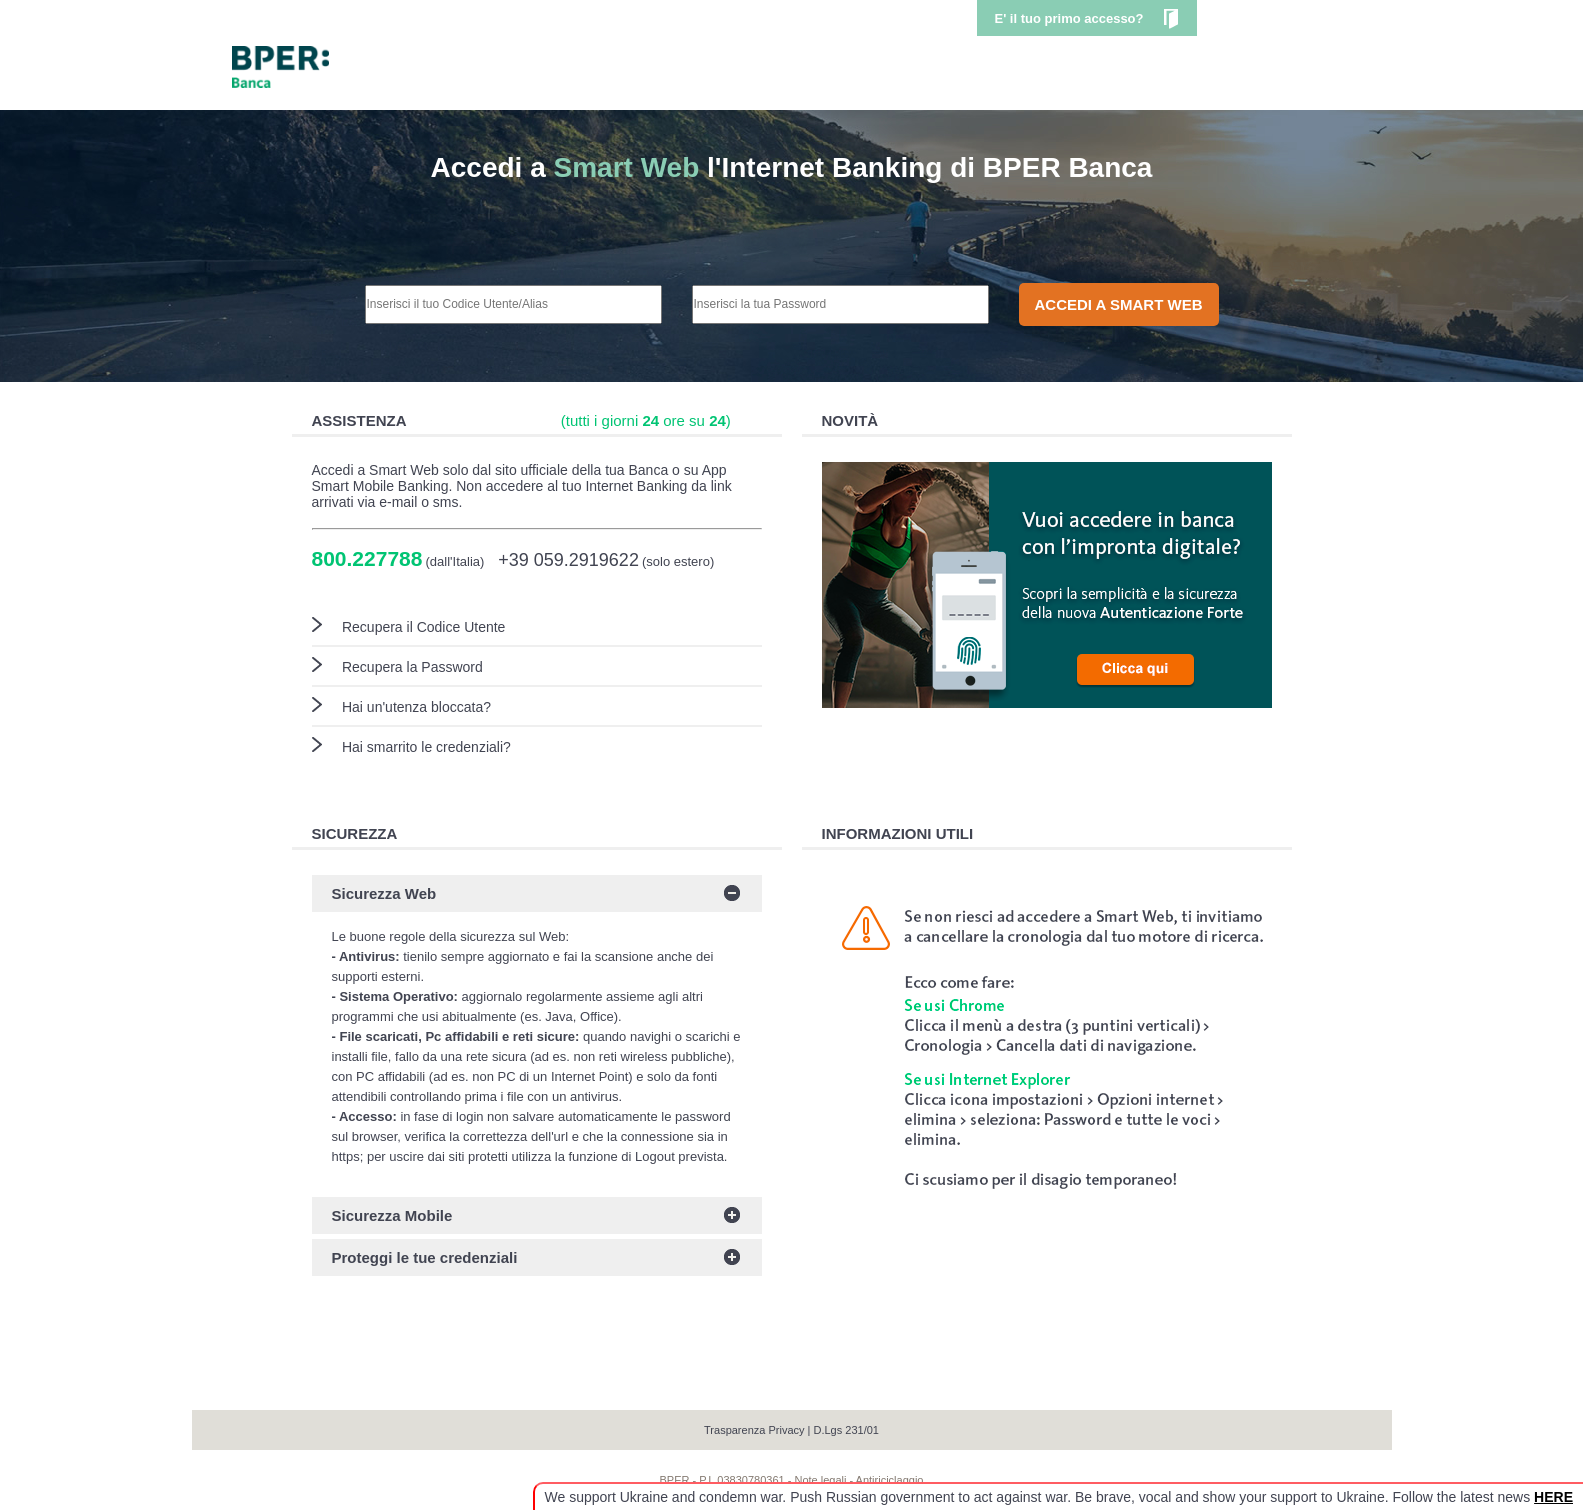 E' il tuo primo accesso?
BPER:
Banca
Accedi a Smart Web l'Internet Banking di BPER Banca
Inserisci il tuo Codice Utente/Alias
Inserisci la tua Password
ACCEDI A SMART WEB
ASSISTENZA
(tutti i giorni 24 ore su 24)
Accedi a Smart Web solo dal sito ufficiale della tua Banca o su App
Smart Mobile Banking. Non accedere al tuo Internet Banking da link
arrivati via e-mail o sms.
800.227788 (dall'Italia) +39 059.2919622 (solo estero)
Recupera il Codice Utente
Recupera la Password
Hai un'utenza bloccata?
Hai smarrito le credenziali?
NOVITÀ
Vuoi accedere in banca
con l'impronta digitale?
Scopri la semplicità e la sicurezza
della nuova Autenticazione Forte
Clicca qui
SICUREZZA
Sicurezza Web
Le buone regole della sicurezza sul Web:
- Antivirus: tienilo sempre aggiornato e fai la scansione anche dei
supporti esterni.
- Sistema Operativo: aggiornalo regolarmente assieme agli altri
programmi che usi abitualmente (es. Java, Office).
- File scaricati, Pc affidabili e reti sicure: quando navighi o scarichi e
installi file, fallo da una rete sicura (ad es. non reti wireless pubbliche),
con PC affidabili (ad es. non PC di un Internet Point) e solo da fonti
attendibili controllando prima i file con un antivirus.
- Accesso: in fase di login non salvare automaticamente le password
sul browser, verifica la correttezza dell'url e che la connessione sia in
https; per uscire dai siti protetti utilizza la funzione di Logout prevista.
Sicurezza Mobile
Proteggi le tue credenziali
INFORMAZIONI UTILI
Se non riesci ad accedere a Smart Web, ti invitiamo
a cancellare la cronologia dal tuo motore di ricerca.
Ecco come fare:
Se usi Chrome
Clicca il menù a destra (3 puntini verticali) >
Cronologia > Cancella dati di navigazione.
Se usi Internet Explorer
Clicca icona impostazioni > Opzioni internet >
elimina > seleziona: Password e tutte le voci >
elimina.
Ci scusiamo per il disagio temporaneo!
Trasparenza Privacy | D.Lgs 231/01
BPER - P.I. 03830780361 - Note legali - Antiriciclaggio
We support Ukraine and condemn war. Push Russian government to act against war. Be brave, vocal and show your support to Ukraine. Follow the latest news HERE